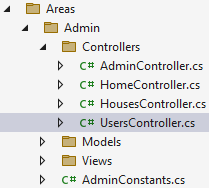 Areas
Admin
Controllers
C# AdminController.cs
C# HomeController.cs
C# HousesController.cs
C# UsersController.cs
Models
Views
C# AdminConstants.cs